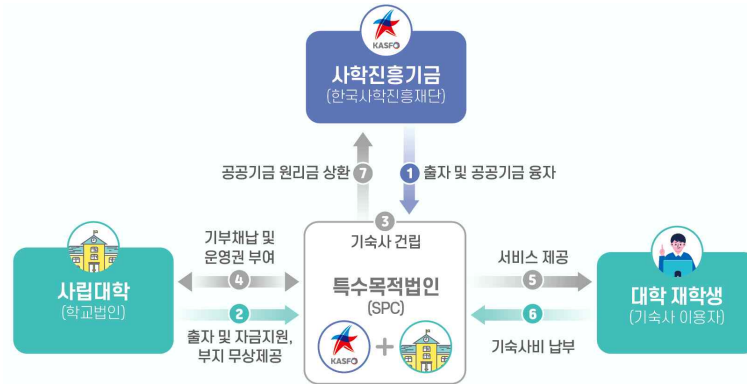 KASFO
사학진흥기금
(한국사학진흥재단)
공공기금 원리금 상환 7
1 출자 및 공공기금 융자
3
기숙사 건립
특수목적법인
(SPC)
KASFO
+
기부채납 및
운영권 부여
4
사립대학
(학교법인)
2
출자 및 자금지원,
부지 무상제공
서비스 제공
5
대학 재학생
(기숙사 이용자)
6
기숙사비 납부